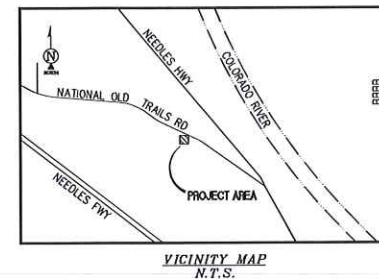 N
NORTH
NEEDLES HWY
COLORADO RIVER
NATIONAL OLD TRAILS RD
NEEDLES FWY
PROJECT AREA
VICINITY MAP
N.T.S.